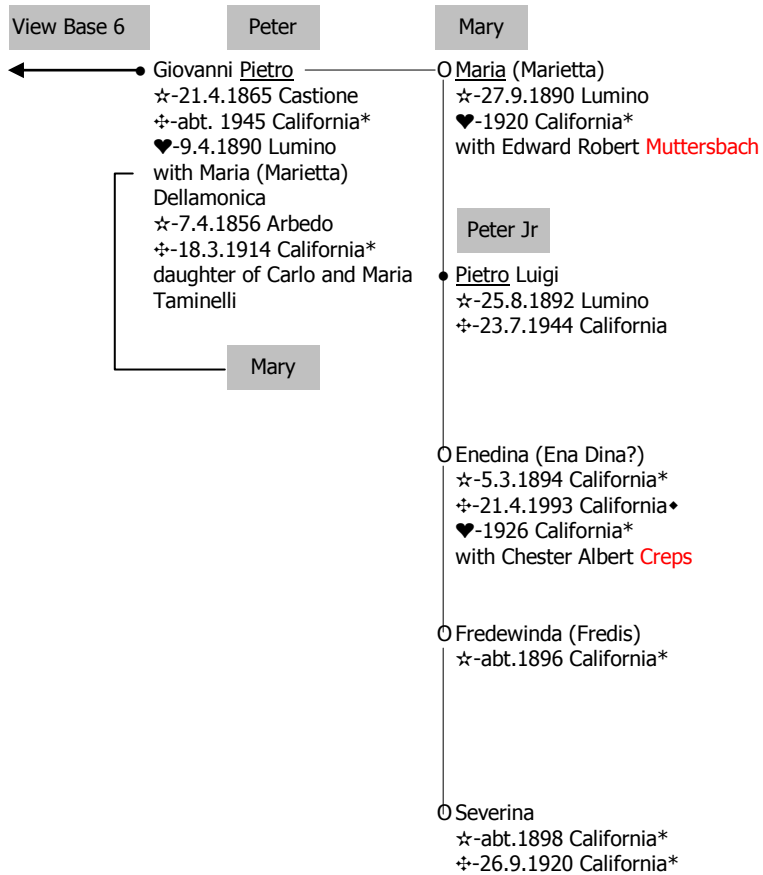 View Base 6
Peter
Mary
Giovanni Pietro
☆-21.4.1865 Castione
✣-abt. 1945 California*
♥-9.4.1890 Lumino
with Maria (Marietta)
Dellamonica
☆-7.4.1856 Arbedo
✣-18.3.1914 California*
daughter of Carlo and Maria
Taminelli
Mary
O Maria (Marietta)
☆-27.9.1890 Lumino
♥-1920 California*
with Edward Robert Muttersbach
Peter Jr
Pietro Luigi
☆-25.8.1892 Lumino
✣-23.7.1944 California
O Enedina (Ena Dina?)
☆-5.3.1894 California*
✣-21.4.1993 California◆
♥-1926 California*
with Chester Albert Creps
O Fredewinda (Fredis)
☆-abt.1896 California*
O Severina
☆-abt.1898 California*
✣-26.9.1920 California*